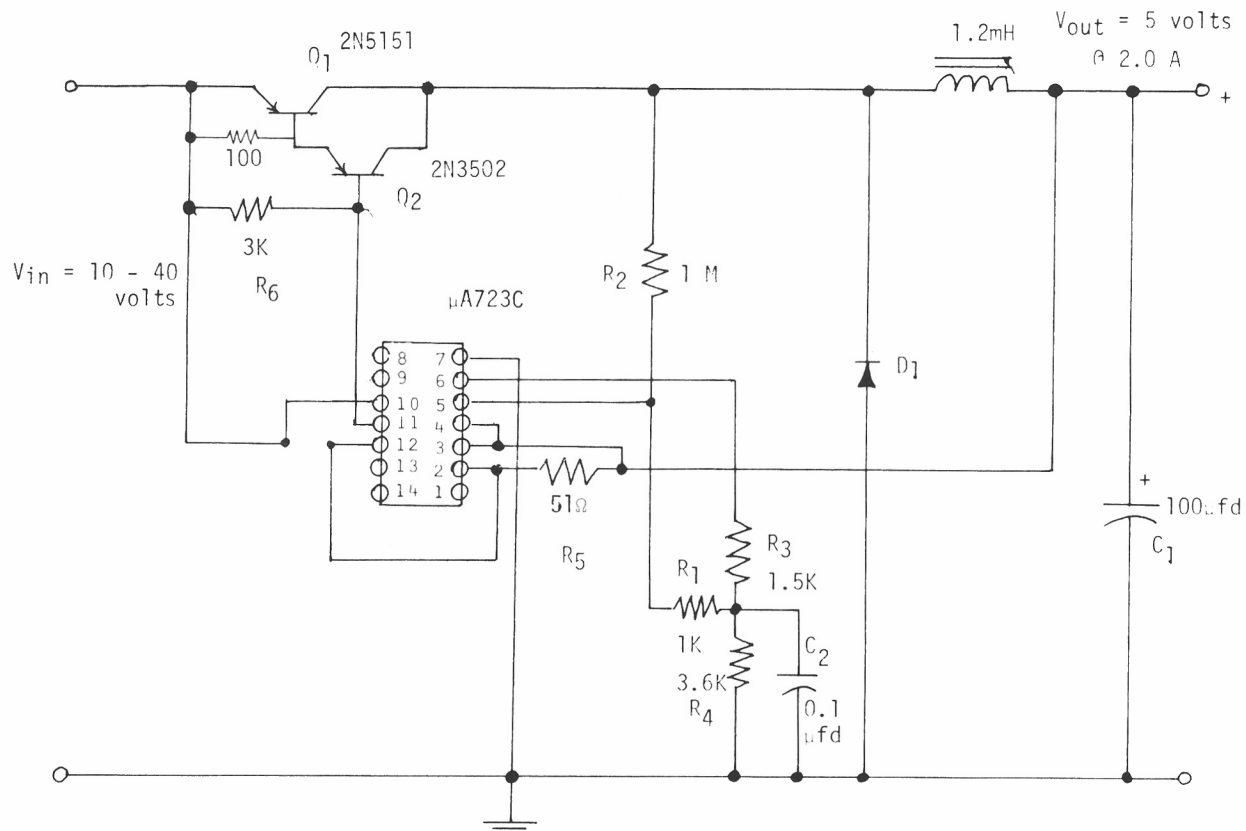 1.2mH
Vout = 5 volts
@ 2.0 A
Q1
2N5151
+
100
2N3502
Q2
3K
R6
Vin = 10 - 40
volts
µA723C
R2
1 M
8 7
9 6
10 5
11 4
12 3
13 2
14 1
D1
51Ω
R5
R3
1.5K
+
100µfd
C1
R1
1K
C2
3.6K
R4
0.1
µfd